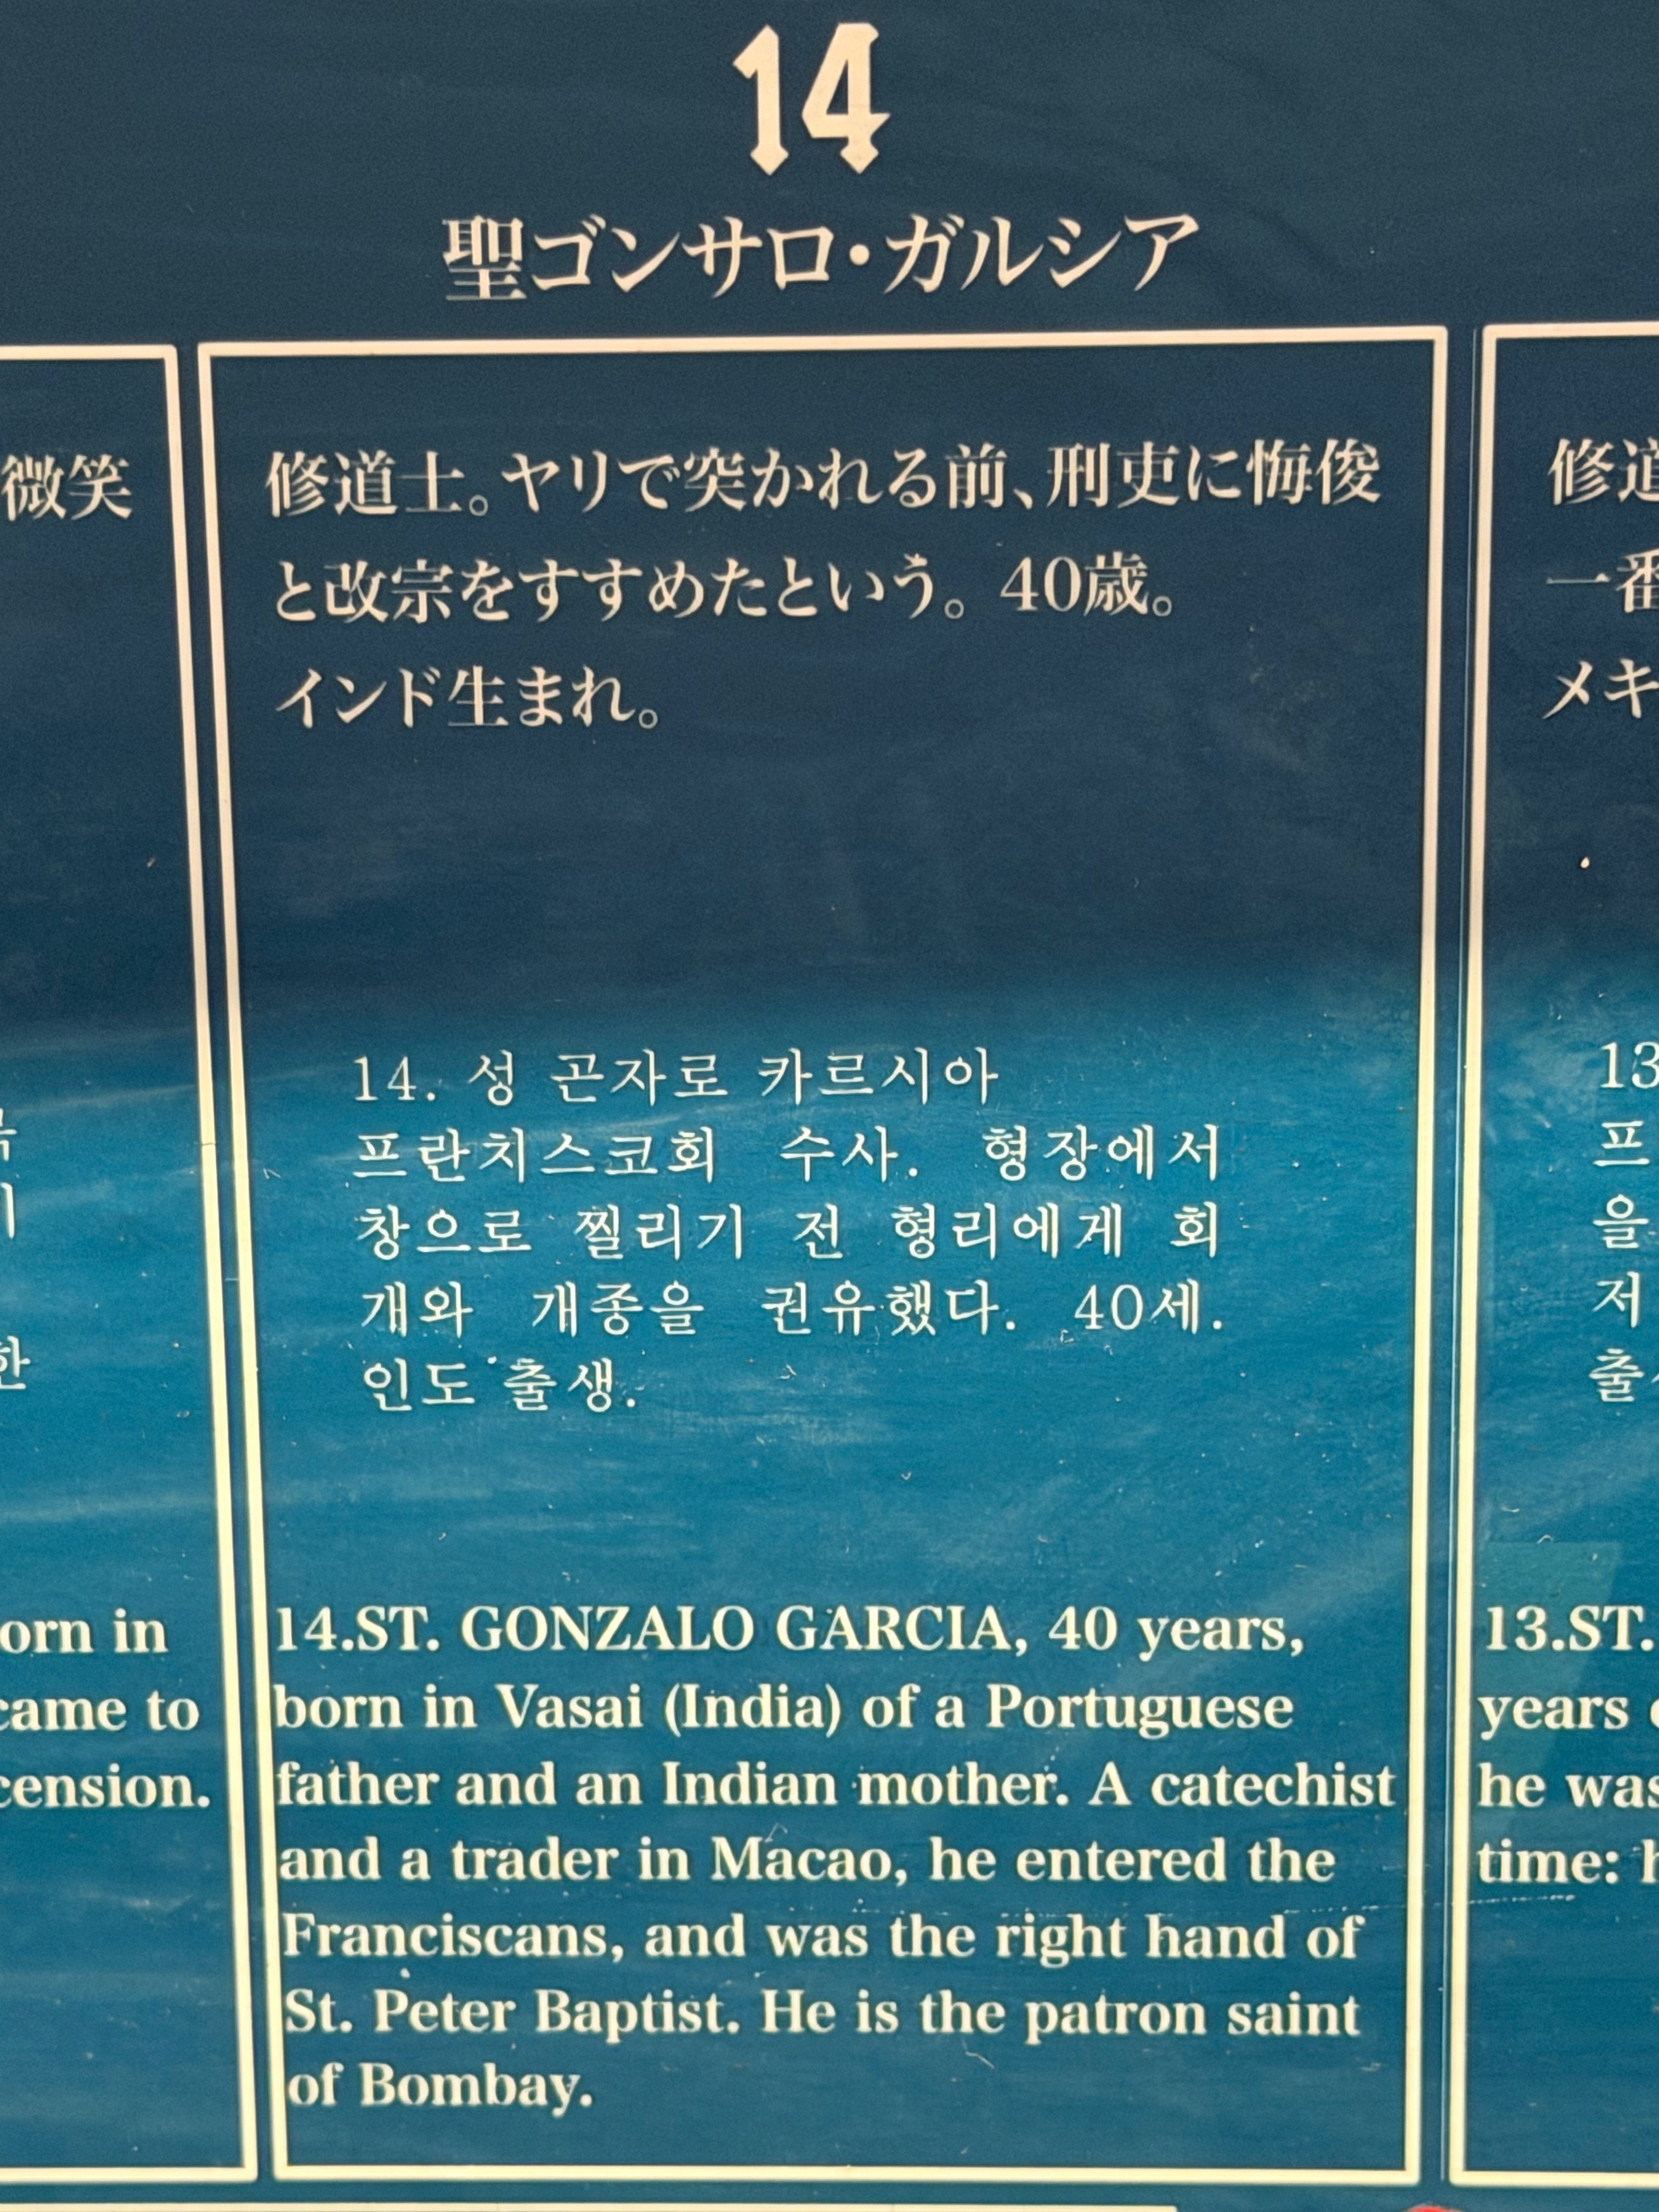 14
聖ゴンサロ・ガルシア
微笑
orn in
came to
cension.
修道士。ヤリで突かれる前、刑吏に悔俊
と改宗をすすめたという。40歳。
インド生まれ。
14. 성 곤자로 카르시아
프란치스코회 수사. 형장에서
창으로 찔리기 전 형리에게 회
개와 개종을 권유했다. 40세.
인도 출생.
14.ST. GONZALO GARCIA, 40 years,
born in Vasai (India) of a Portuguese
father and an Indian mother. A catechist
and a trader in Macao, he entered the
Franciscans, and was the right hand of
St. Peter Baptist. He is the patron saint
of Bombay.
修道
一番
メキ
13
프
을
저
출
13.ST.
years
he was
time: